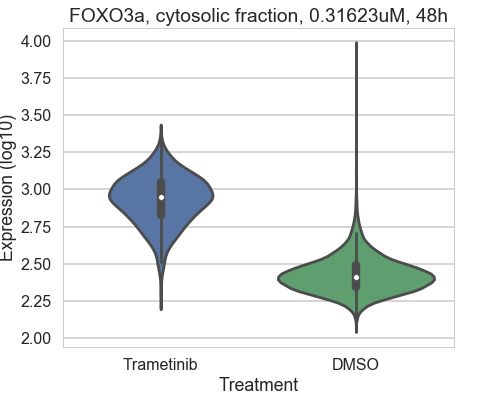 FOXO3a, cytosolic fraction, 0.31623uM, 48h
Expression (log10)
4.00
3.75
3.50
3.25
3.00
2.75
2.50
2.25
2.00
Trametinib
DMSO
Treatment